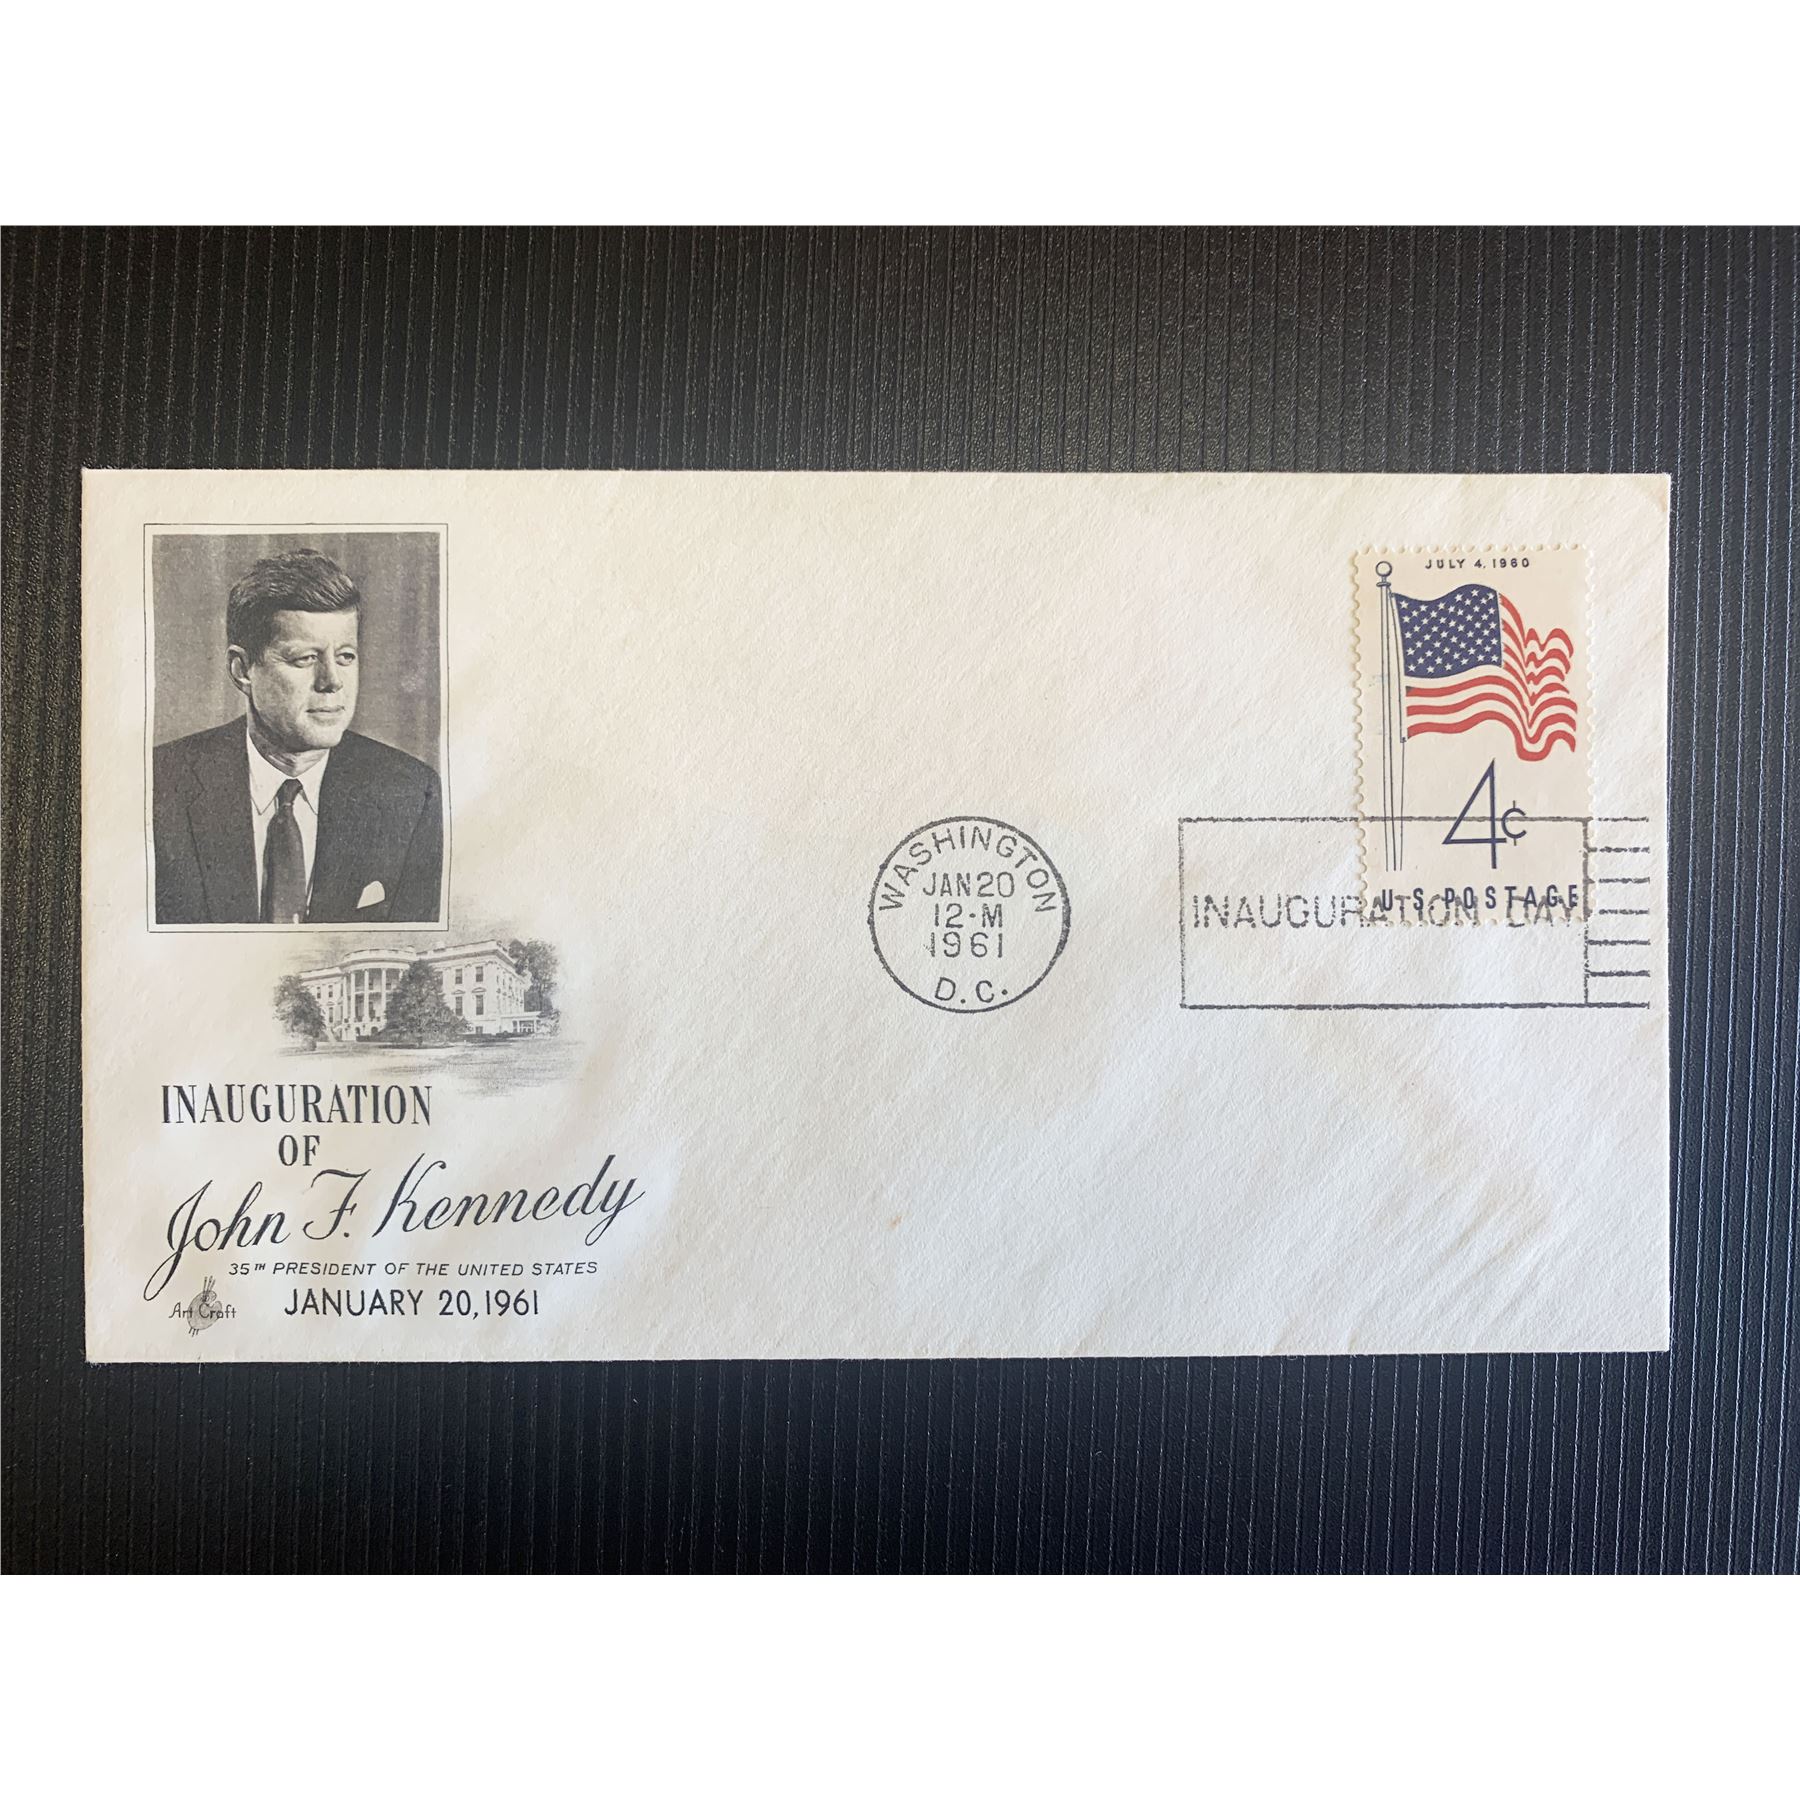 JULY 4, 1960
4¢
U S POSTAGE
WASHINGTON
JAN 20
12-M
1961
D.C.
INAUGURATION DAY
INAUGURATION
OF
John F. Kennedy
35TH PRESIDENT OF THE UNITED STATES
JANUARY 20, 1961
Art Craft